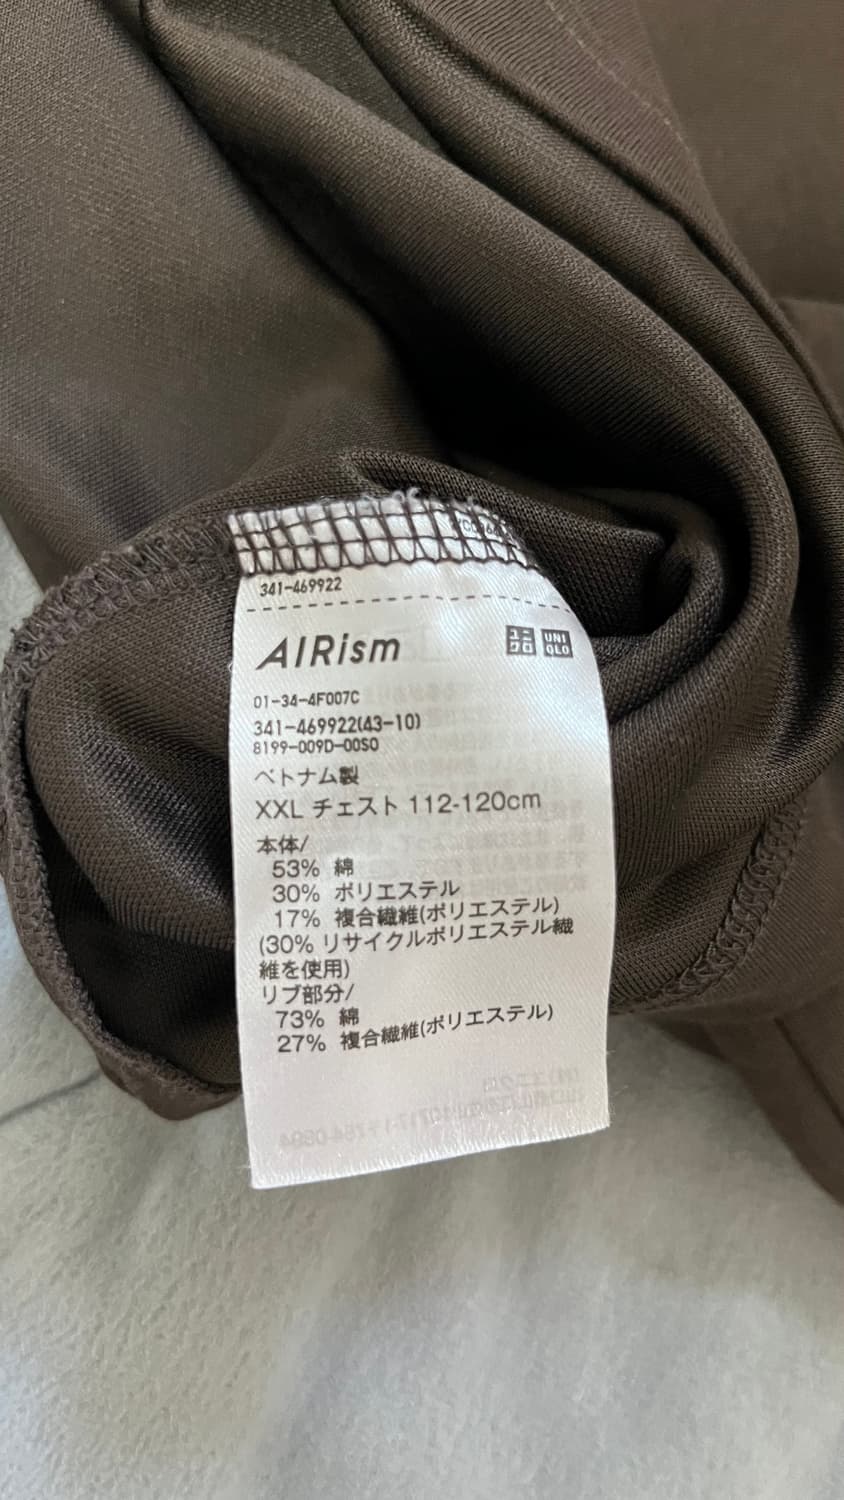 341-469922
AIRism ユニクロ UNIQLO
01-34-4F007C
341-469922(43-10)
8199-009D-00SO
ベトナム製
XXL チェスト 112-120cm
本体/
53% 綿
30% ポリエステル
17% 複合繊維(ポリエステル)
(30% リサイクルポリエステル繊
維を使用)
リブ部分/
73% 綿
27% 複合繊維(ポリエステル)